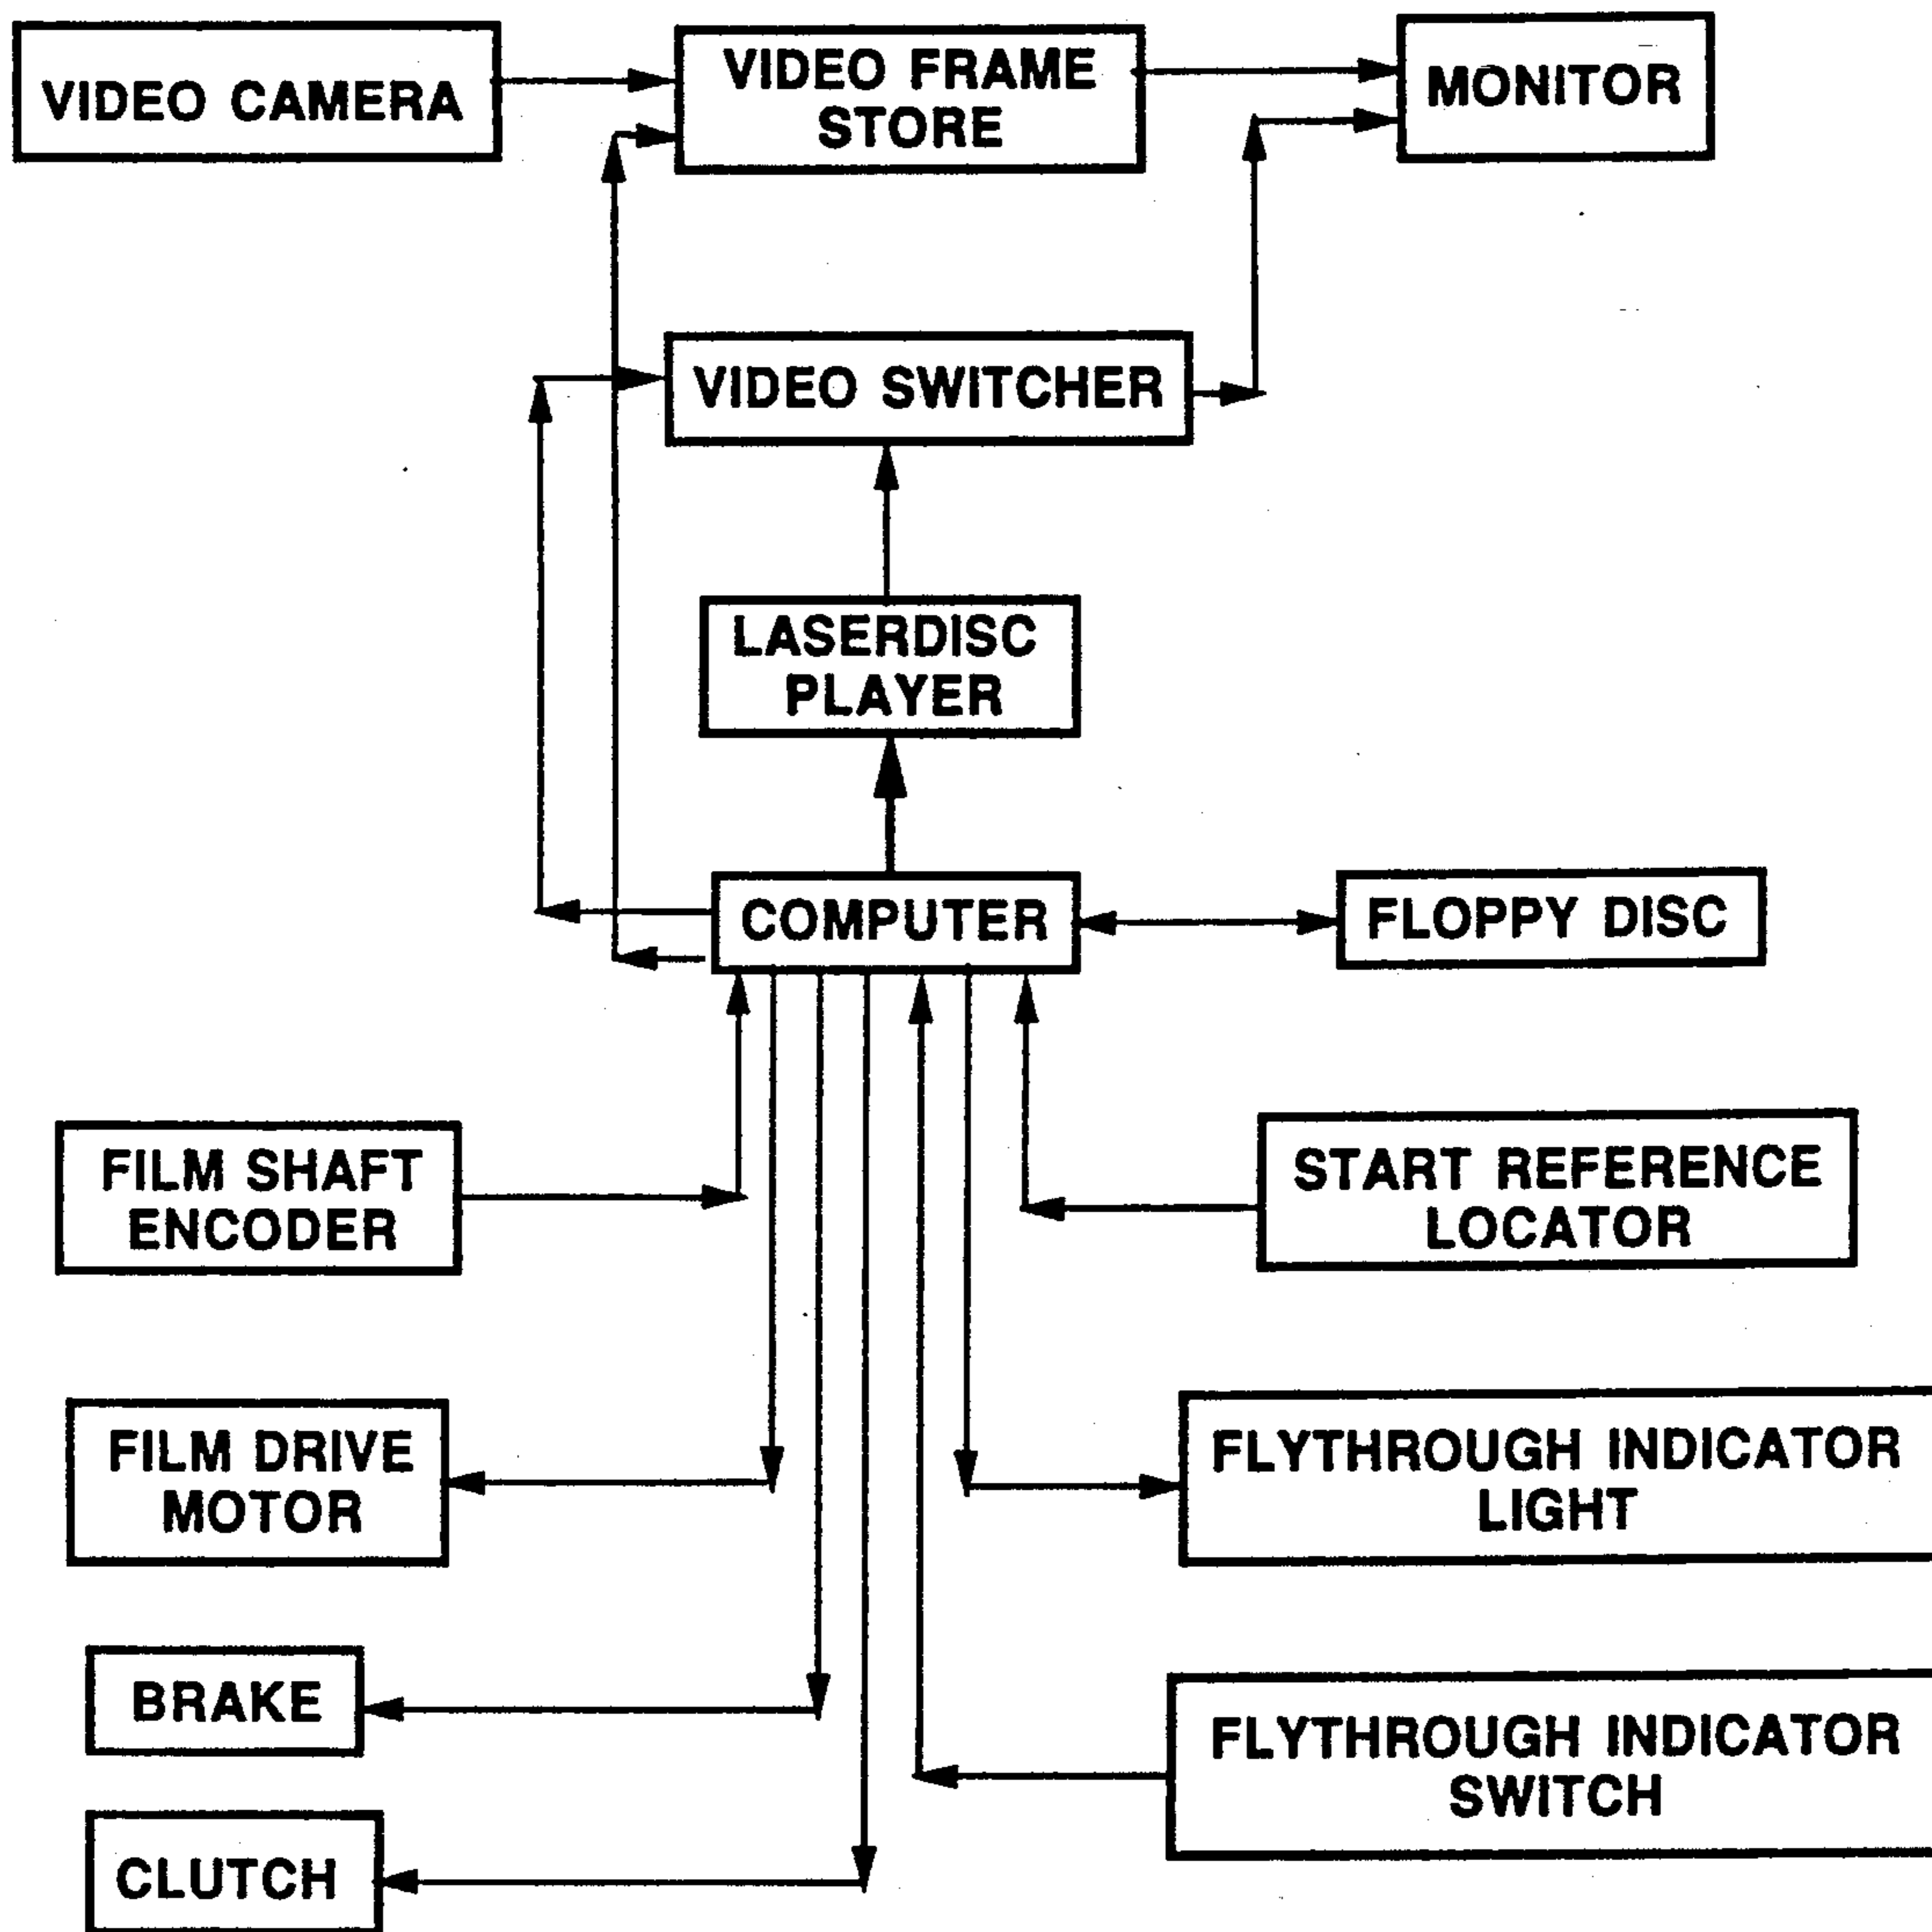 VIDEO CAMERA
VIDEO FRAME
STORE
MONITOR
VIDEO SWITCHER
LASERDISC
PLAYER
COMPUTER
FLOPPY DISC
FILM SHAFT
ENCODER
START REFERENCE
LOCATOR
FILM DRIVE
MOTOR
FLYTHROUGH INDICATOR
LIGHT
BRAKE
FLYTHROUGH INDICATOR
SWITCH
CLUTCH